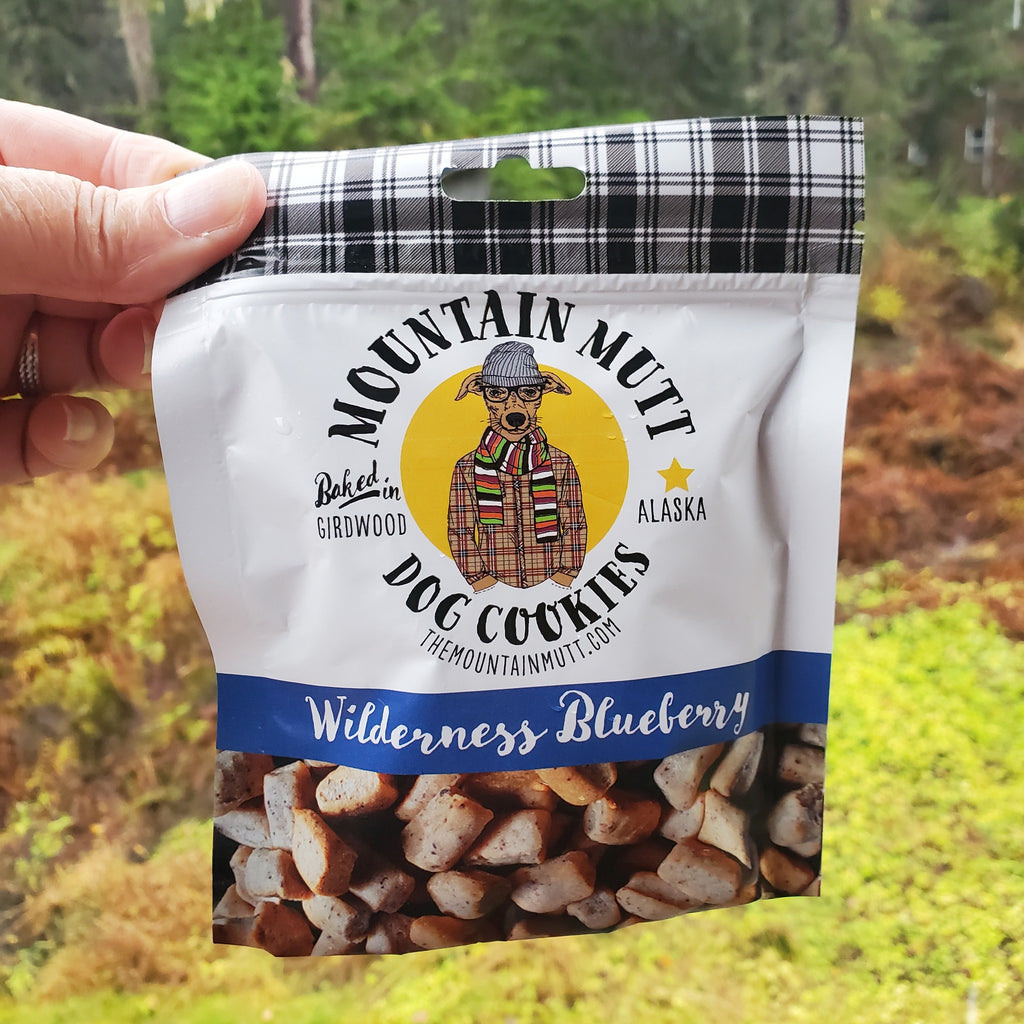 MOUNTAIN MUTT
Baked in
GIRDWOOD
ALASKA
DOG COOKIES
THEMOUNTAINMUTT.COM
Wilderness Blueberry